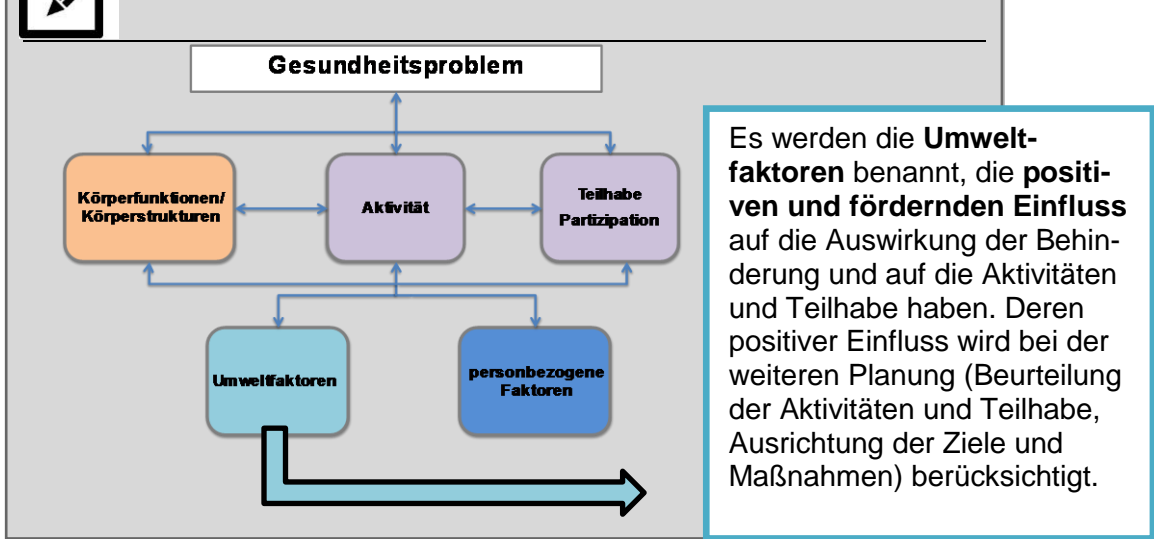 Gesundheitsproblem
Körperfunktionen/
Körperstrukturen
Aktivität
Teilhabe
Partizipation
Umweltfaktoren
personbezogene
Faktoren
Es werden die Umwelt-
faktoren benannt, die positi-
ven und fördernden Einfluss
auf die Auswirkung der Behin-
derung und auf die Aktivitäten
und Teilhabe haben. Deren
positiver Einfluss wird bei der
weiteren Planung (Beurteilung
der Aktivitäten und Teilhabe,
Ausrichtung der Ziele und
Maßnahmen) berücksichtigt.